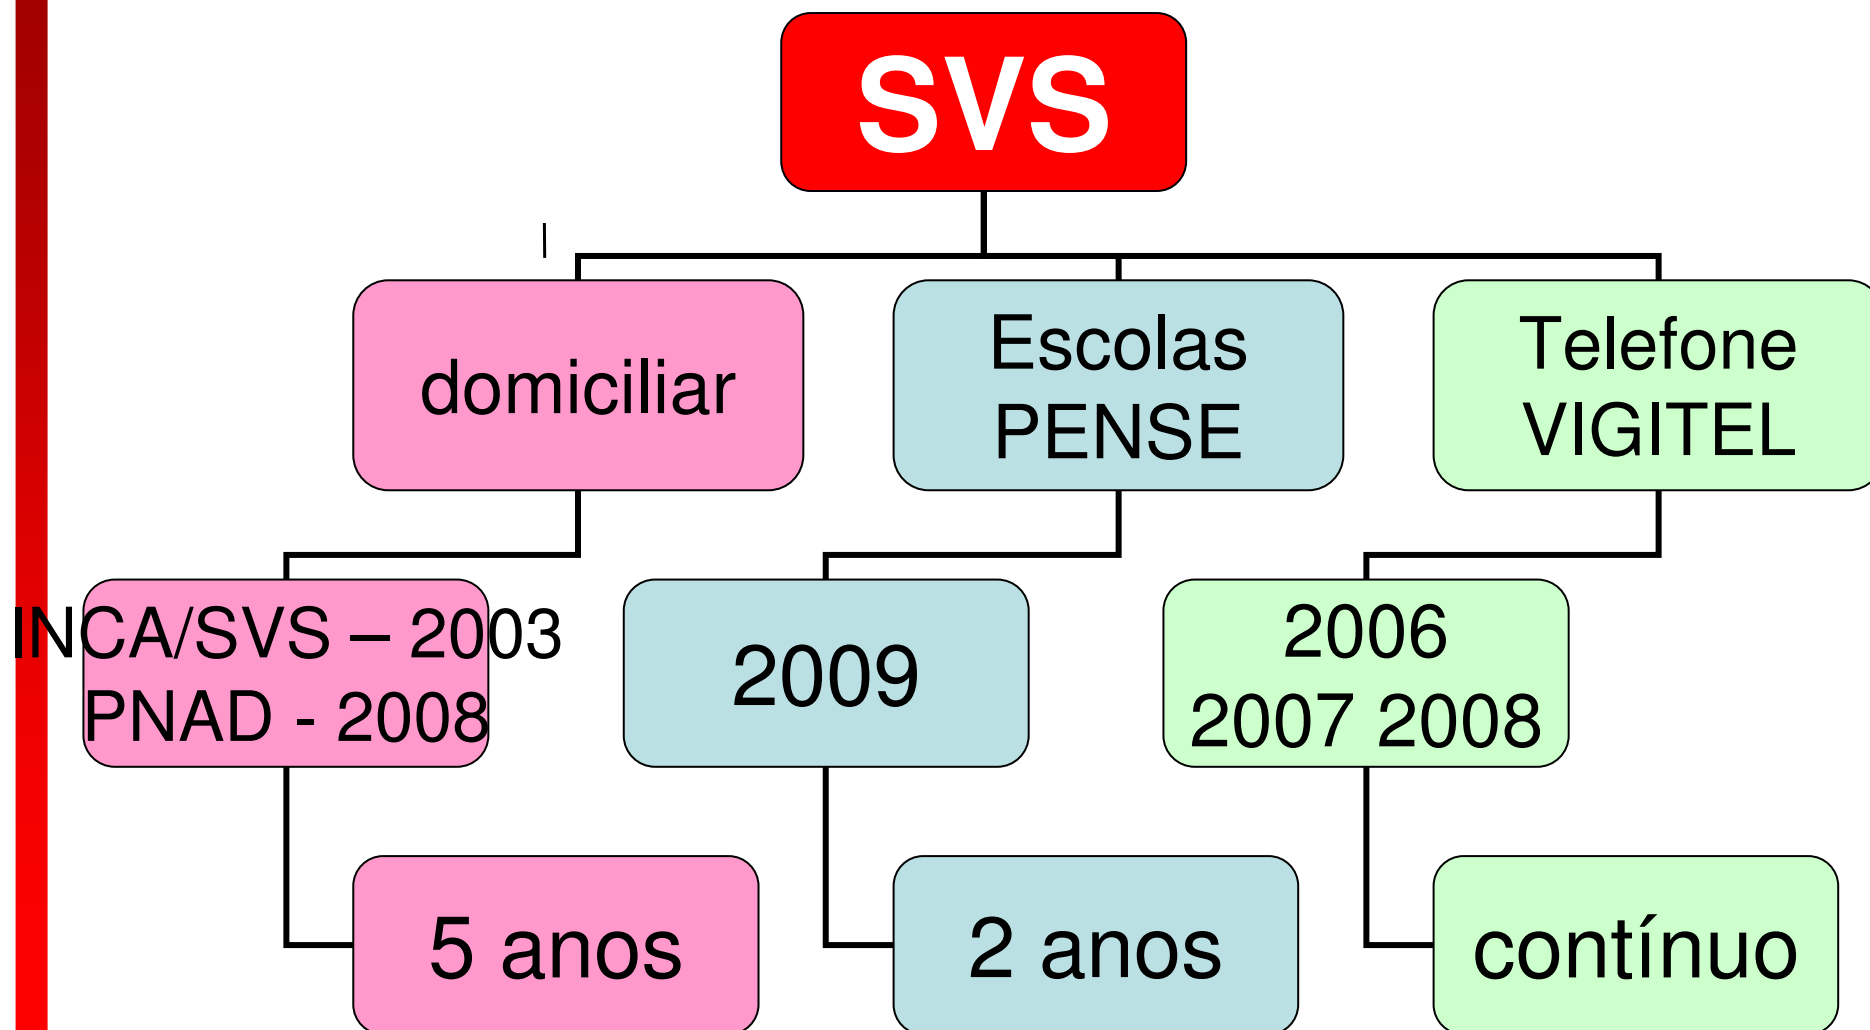 SVS
domiciliar
Escolas
PENSE
Telefone
VIGITEL
INCA/SVS – 2003
PNAD - 2008
2009
2006
2007 2008
5 anos
2 anos
contínuo